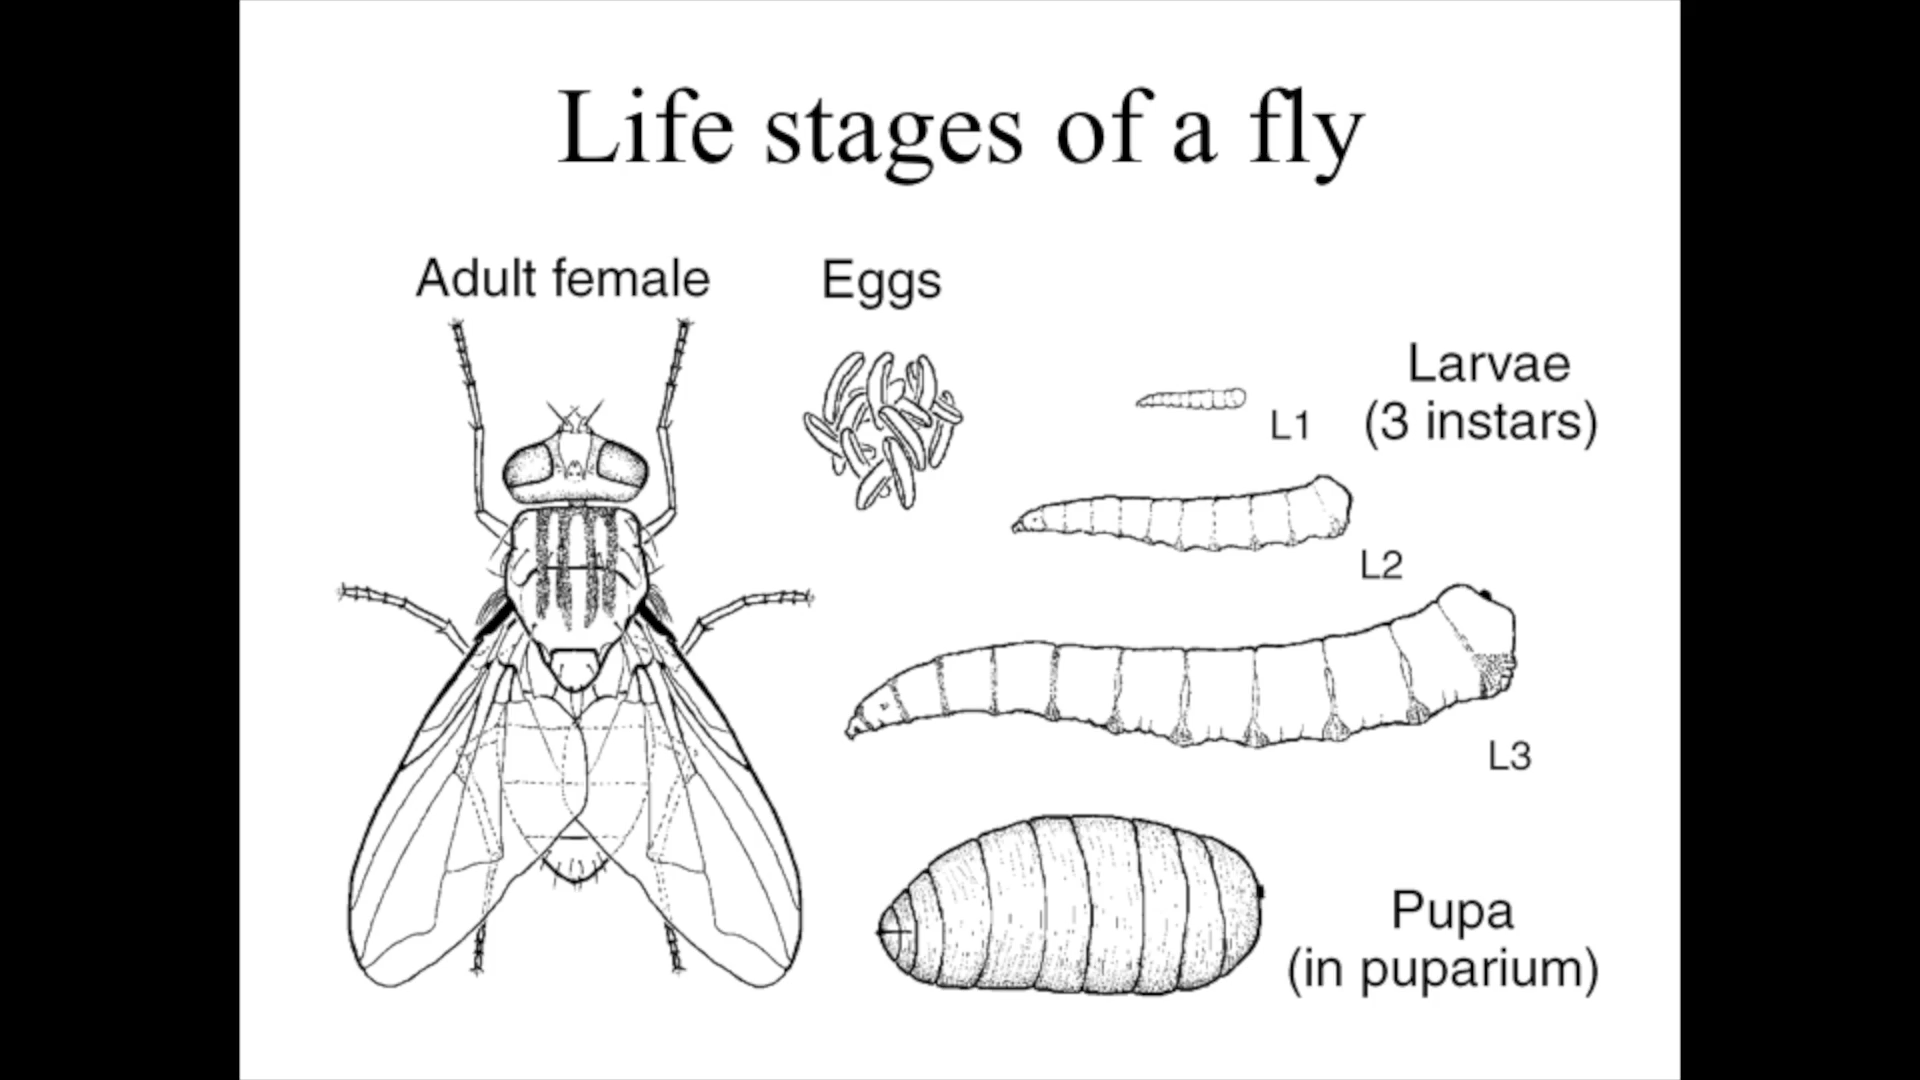 Life stages of a fly
Adult female
Eggs
Larvae
(3 instars)
L1
L2
L3
Pupa
(in puparium)